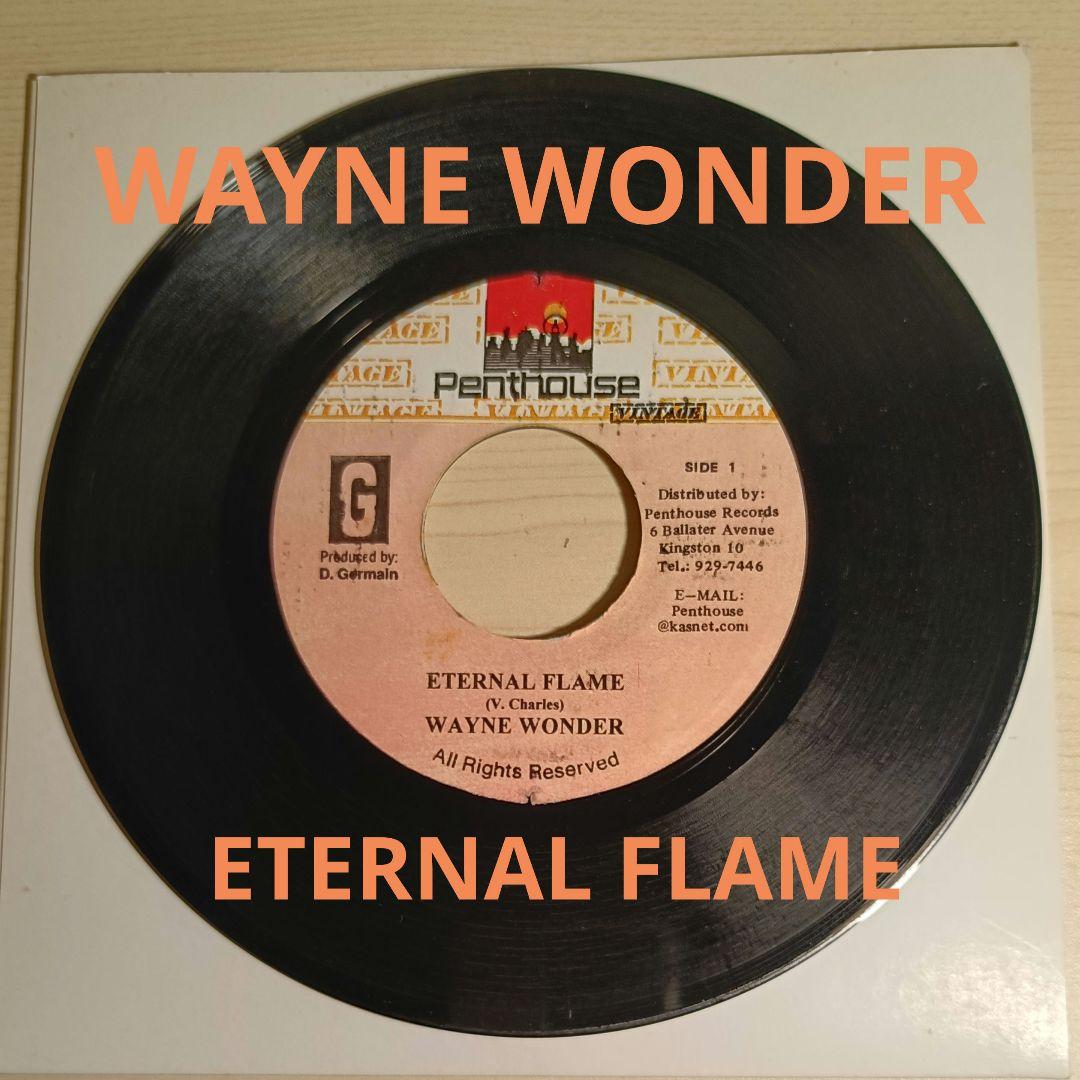 WAYNE WONDER
VINTAGE
Penthouse
VINTAGE
SIDE 1
Distributed by:
Penthouse Records
6 Ballater Avenue
Kingston 10
Tel.: 929-7446
E-MAIL:
Penthouse
@kasnet.com
G
Produced by:
D. Germain
ETERNAL FLAME
(V. Charles)
WAYNE WONDER
All Rights Reserved
ETERNAL FLAME